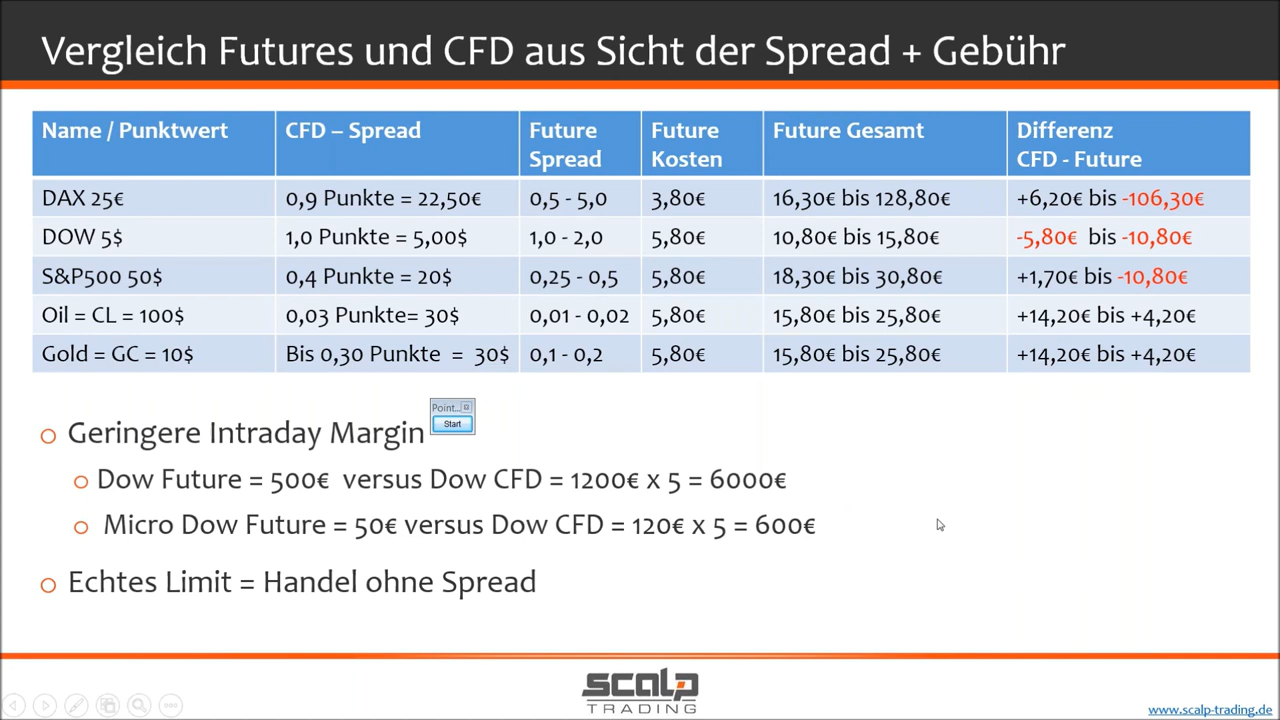 Vergleich Futures und CFD aus Sicht der Spread + Gebühr
Name / Punktwert CFD – Spread Future Spread Future Kosten Future Gesamt Differenz CFD - Future
DAX 25€ 0,9 Punkte = 22,50€ 0,5 - 5,0 3,80€ 16,30€ bis 128,80€ +6,20€ bis -106,30€
DOW 5$ 1,0 Punkte = 5,00$ 1,0 - 2,0 5,80€ 10,80€ bis 15,80€ -5,80€ bis -10,80€
S&P500 50$ 0,4 Punkte = 20$ 0,25 - 0,5 5,80€ 18,30€ bis 30,80€ +1,70€ bis -10,80€
Oil = CL = 100$ 0,03 Punkte= 30$ 0,01 - 0,02 5,80€ 15,80€ bis 25,80€ +14,20€ bis +4,20€
Gold = GC = 10$ Bis 0,30 Punkte = 30$ 0,1 - 0,2 5,80€ 15,80€ bis 25,80€ +14,20€ bis +4,20€
Point...
Start
Geringere Intraday Margin
Dow Future = 500€ versus Dow CFD = 1200€ x 5 = 6000€
Micro Dow Future = 50€ versus Dow CFD = 120€ x 5 = 600€
Echtes Limit = Handel ohne Spread
scalp
TRADING
www.scalp-trading.de